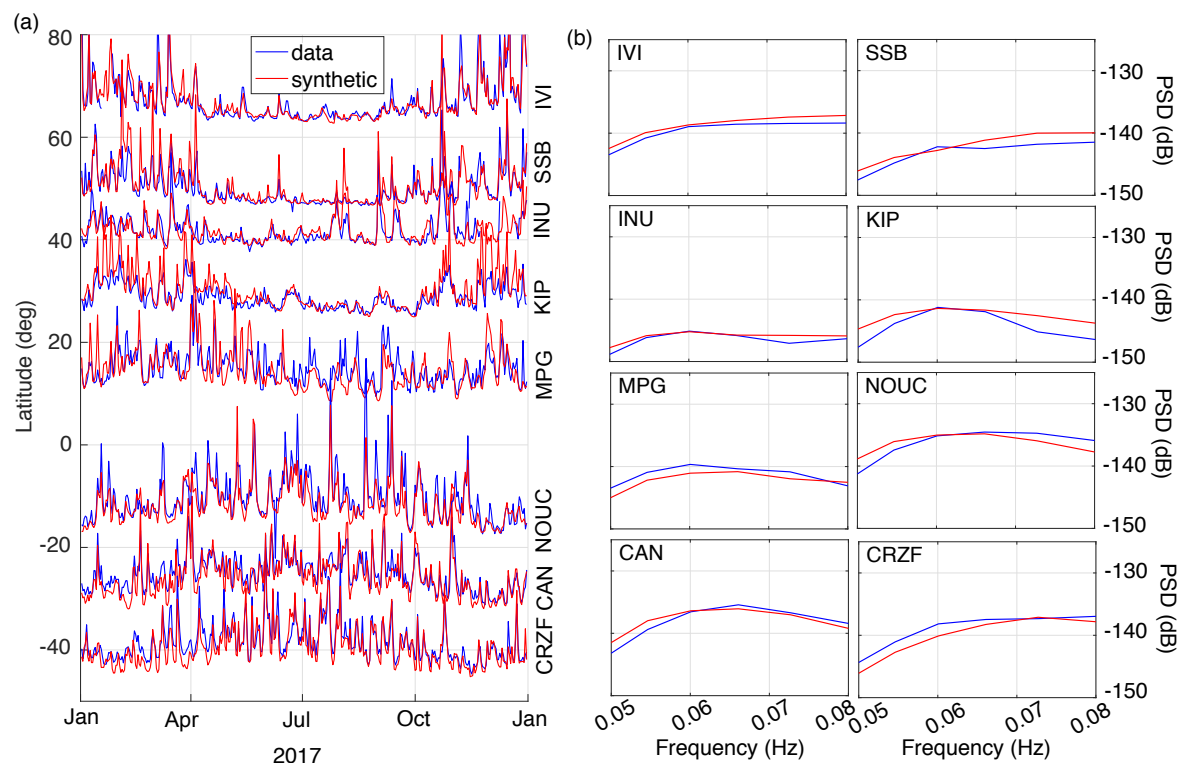 (a)
80
60
40
20
0
-20
-40
Latitude (deg)
data
synthetic
IVI
SSB
INU
KIP
MPG
NOUC
CAN
CRZF
Jan
Apr
Jul
Oct
Jan
2017
(b)
IVI
SSB
-130
-140
-150
PSD (dB)
INU
KIP
-130
-140
-150
PSD (dB)
MPG
NOUC
-130
-140
-150
PSD (dB)
CAN
CRZF
-130
-140
-150
PSD (dB)
0.05
0.06
0.07
0.08
0.05
0.06
0.07
0.08
Frequency (Hz)
Frequency (Hz)